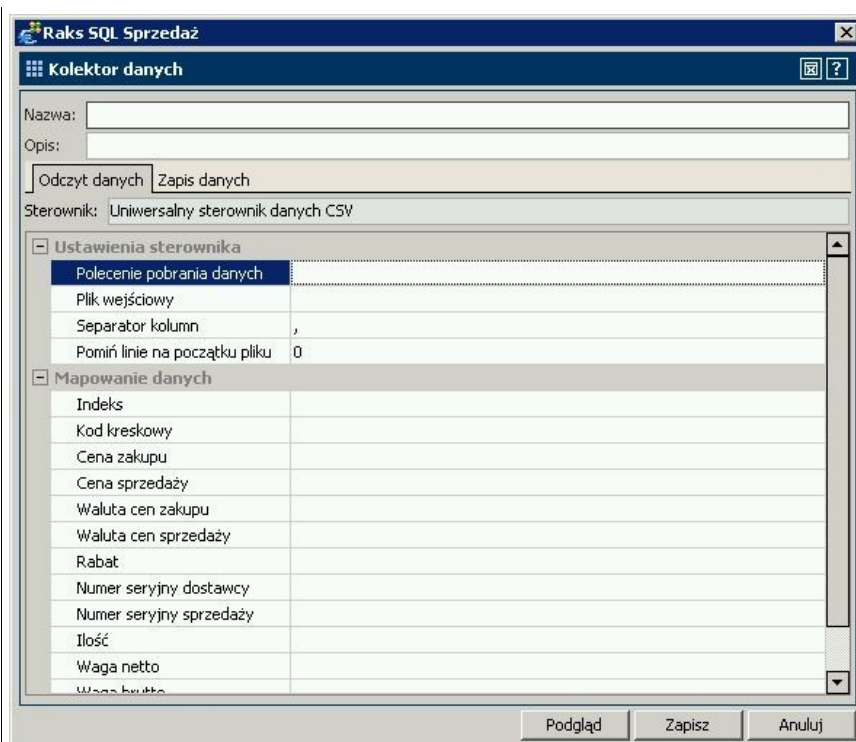 Raks SQL Sprzedaż
Kolektor danych
Nazwa:
Opis:
Odczyt danych Zapis danych
Sterownik: Uniwersalny sterownik danych CSV
Ustawienia sterownika
Polecenie pobrania danych
Plik wejściowy
Separator kolumn ,
Pomiń linie na początku pliku 0
Mapowanie danych
Indeks
Kod kreskowy
Cena zakupu
Cena sprzedaży
Waluta cen zakupu
Waluta cen sprzedaży
Rabat
Numer seryjny dostawcy
Numer seryjny sprzedaży
Ilość
Waga netto
Waga brutto
Podgląd Zapisz Anuluj